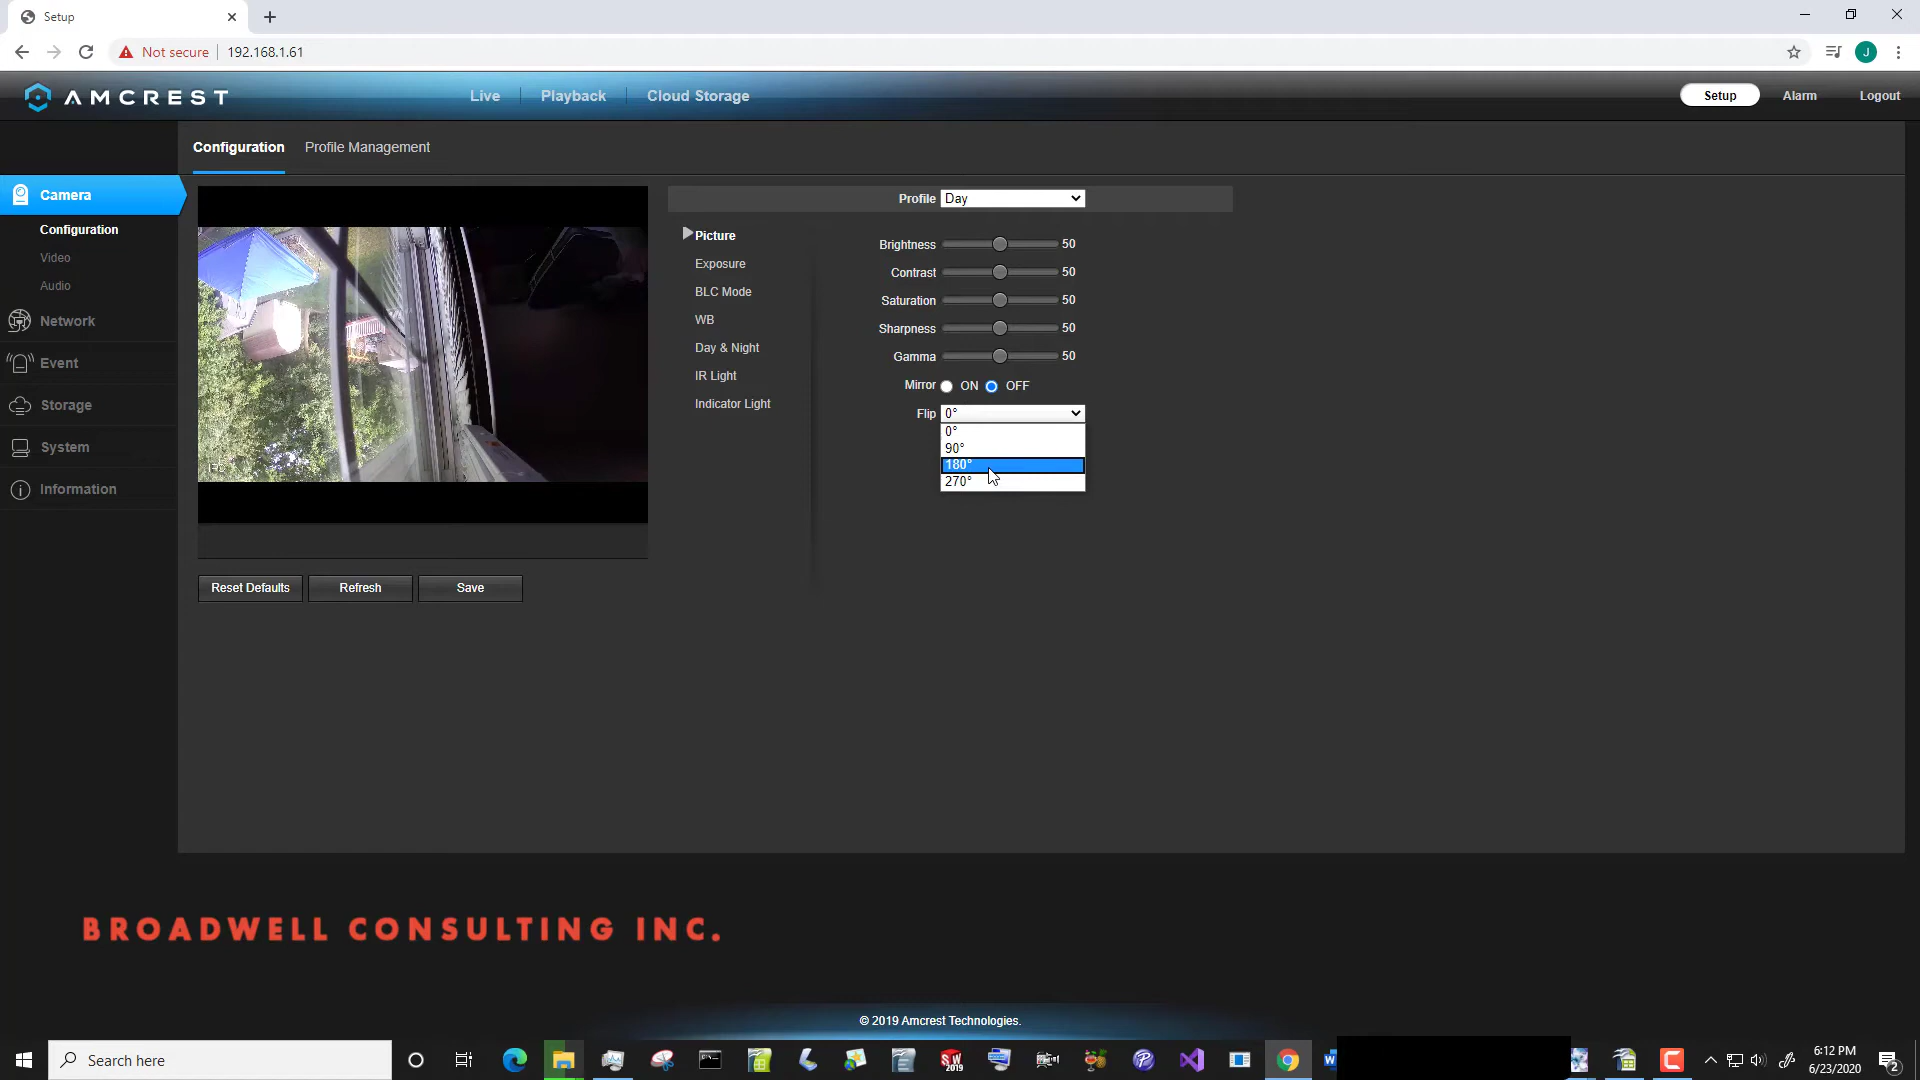 Setup
Not secure
192.168.1.61
J
AMCREST
Live
Playback
Cloud Storage
Setup
Alarm
Logout
Configuration
Profile Management
Camera
Configuration
Video
Audio
Network
Event
Storage
System
Information
Profile
Day
Picture
Exposure
BLC Mode
WB
Day & Night
IR Light
Indicator Light
Brightness
50
Contrast
50
Saturation
50
Sharpness
50
Gamma
50
Mirror
ON
OFF
Flip
0°
0°
90°
180°
270°
Reset Defaults
Refresh
Save
BROADWELL CONSULTING INC.
© 2019 Amcrest Technologies.
Search here
SW
2019
P
W
6:12 PM
6/23/2020
2